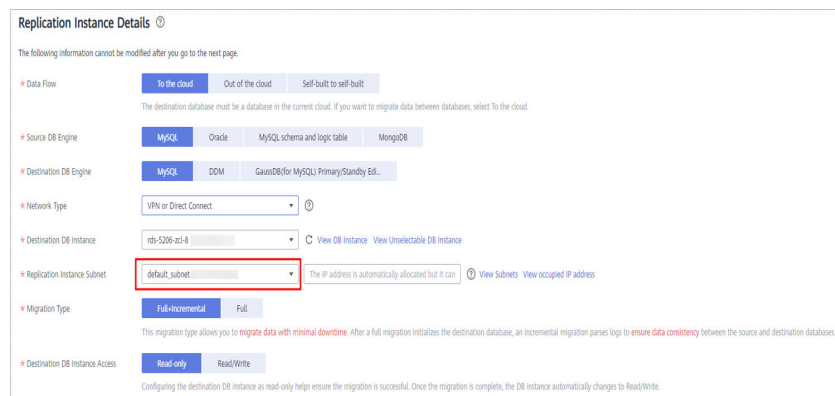 Replication Instance Details ?
The following information cannot be modified after you go to the next page.
* Data Flow To the cloud Out of the cloud Self-built to self-built
The destination database must be a database in the current cloud. If you want to migrate data between databases, select To the cloud.
* Source DB Engine MySQL Oracle MySQL schema and logic table MongoDB
* Destination DB Engine MySQL DDM GaussDB(for MySQL) Primary/Standby Edi...
* Network Type VPN or Direct Connect ?
* Destination DB Instance rds-5206-zcl-8 View DB Instance View Unselectable DB Instance
* Replication Instance Subnet default_subnet The IP address is automatically allocated but it can ? View Subnets View occupied IP address
* Migration Type Full+Incremental Full
This migration type allows you to migrate data with minimal downtime. After a full migration initializes the destination database, an incremental migration parses logs to ensure data consistency between the source and destination databases
* Destination DB Instance Access Read-only Read/Write
Configuring the destination DB instance as read-only helps ensure the migration is successful. Once the migration is complete, the DB instance automatically changes to Read/Write.